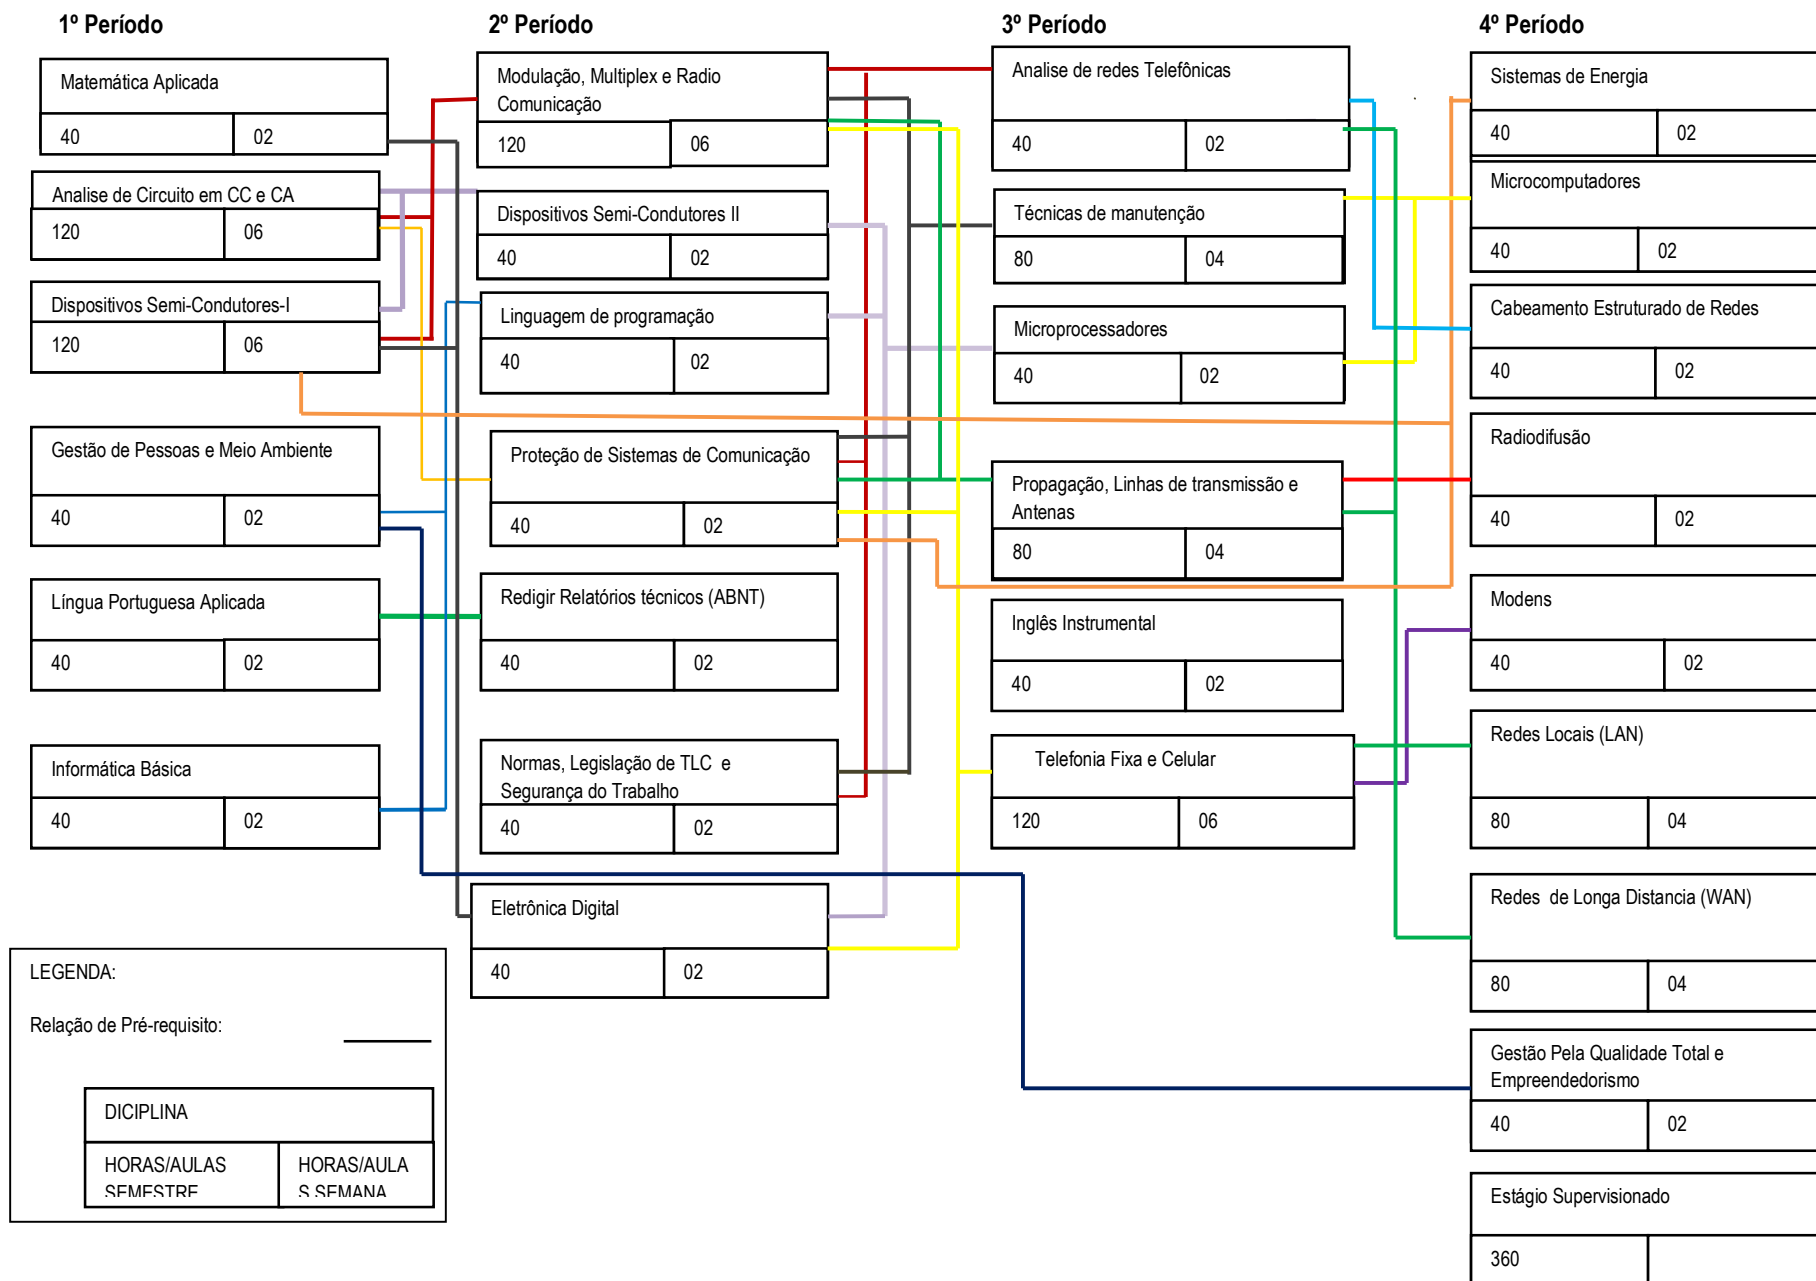 1º Período
2º Período
3º Período
4º Período
Matemática Aplicada
40
02
Analise de Circuito em CC e CA
120
06
Dispositivos Semi-Condutores-I
120
06
Gestão de Pessoas e Meio Ambiente
40
02
Língua Portuguesa Aplicada
40
02
Informática Básica
40
02
Modulação, Multiplex e Radio
Comunicação
120
06
Dispositivos Semi-Condutores II
40
02
Linguagem de programação
40
02
Proteção de Sistemas de Comunicação
40
02
Redigir Relatórios técnicos (ABNT)
40
02
Normas, Legislação de TLC e
Segurança do Trabalho
40
02
Eletrônica Digital
40
02
Analise de redes Telefônicas
40
02
Técnicas de manutenção
80
04
Microprocessadores
40
02
Propagação, Linhas de transmissão e
Antenas
80
04
Inglês Instrumental
40
02
Telefonia Fixa e Celular
120
06
Sistemas de Energia
40
02
Microcomputadores
40
02
Cabeamento Estruturado de Redes
40
02
Radiodifusão
40
02
Modens
40
02
Redes Locais (LAN)
80
04
Redes de Longa Distancia (WAN)
80
04
Gestão Pela Qualidade Total e
Empreendedorismo
40
02
Estágio Supervisionado
360
LEGENDA:
Relação de Pré-requisito:
DICIPLINA
HORAS/AULAS
SEMESTRE
HORAS/AULA
S SEMANA